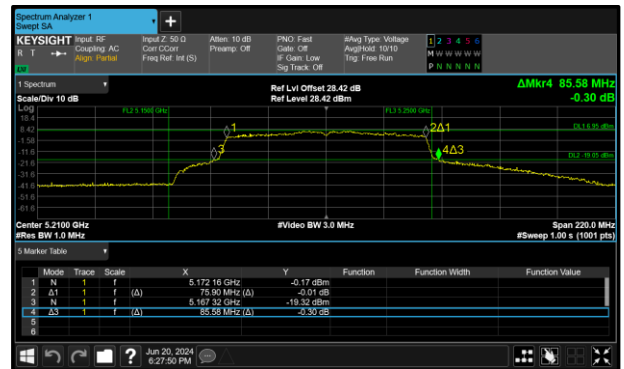 Spectrum Analyzer 1
Swept SA
+
KEYSIGHT Input: RF Input Z: 50 Ω Atten: 10 dB PNO: Fast #Avg Type: Voltage 1 2 3 4 5 6
R T Coupling: AC Corr CCorr Preamp: Off Gate: Off Avg|Hold: 10/10 M W W W W W
Align: Partial Freq Ref: Int (S) IF Gain: Low Trig: Free Run
Sig Track: Off P N N N N N
1 Spectrum Ref Lvl Offset 28.42 dB ΔMkr4 85.58 MHz
Scale/Div 10 dB Ref Level 28.42 dBm -0.30 dB
Log
18.4 FL2 5.1500 GHz FL3 5.2500 GHz
8.42 1 2Δ1 DL1 6.95 dBm
-1.58
-11.6 3 4Δ3
-21.6 DL2 -19.05 dBm
-31.6
-41.6
-51.6
-61.6
Center 5.2100 GHz #Video BW 3.0 MHz Span 220.0 MHz
#Res BW 1.0 MHz #Sweep 1.00 s (1001 pts)
5 Marker Table
Mode Trace Scale X Y Function Function Width Function Value
1 N 1 f 5.172 16 GHz -0.17 dBm
2 Δ1 1 f (Δ) 75.90 MHz (Δ) -0.01 dB
3 N 1 f 5.167 32 GHz -19.32 dBm
4 Δ3 1 f (Δ) 85.58 MHz (Δ) -0.30 dB
5
6
? Jun 20, 2024
6:27:50 PM